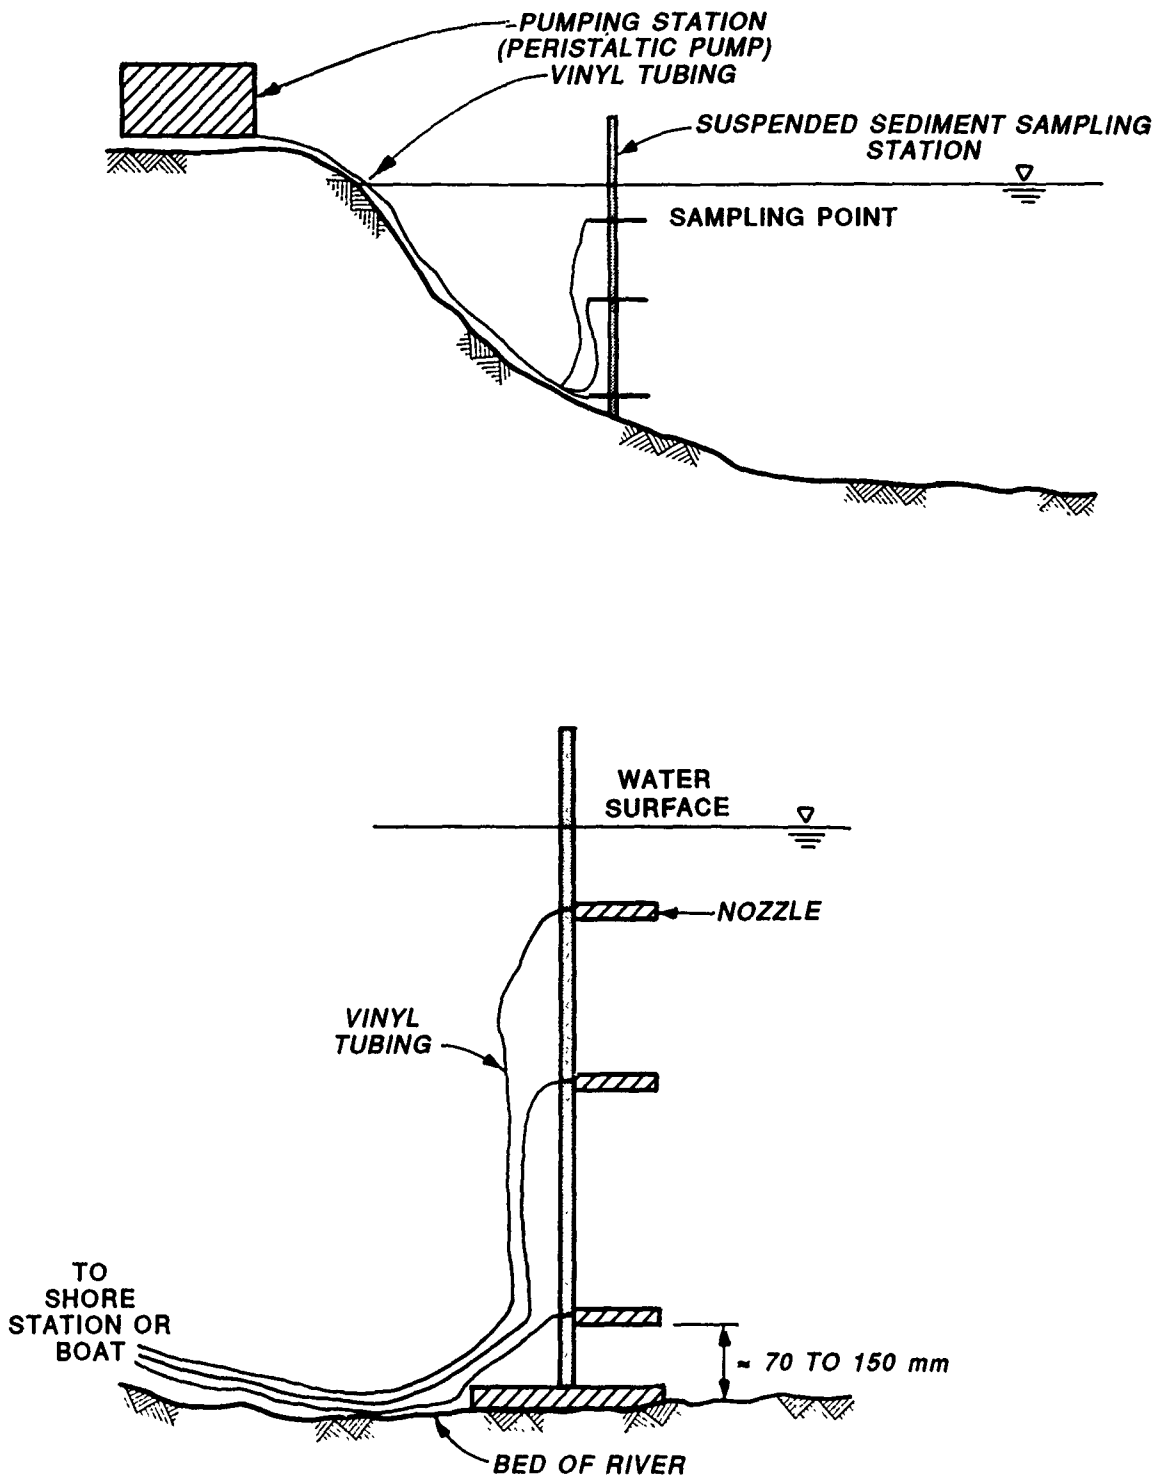 PUMPING STATION
(PERISTALTIC PUMP)
VINYL TUBING
SUSPENDED SEDIMENT SAMPLING
STATION
SAMPLING POINT
WATER
SURFACE
NOZZLE
VINYL
TUBING
TO
SHORE
STATION OR
BOAT
≈ 70 TO 150 mm
BED OF RIVER